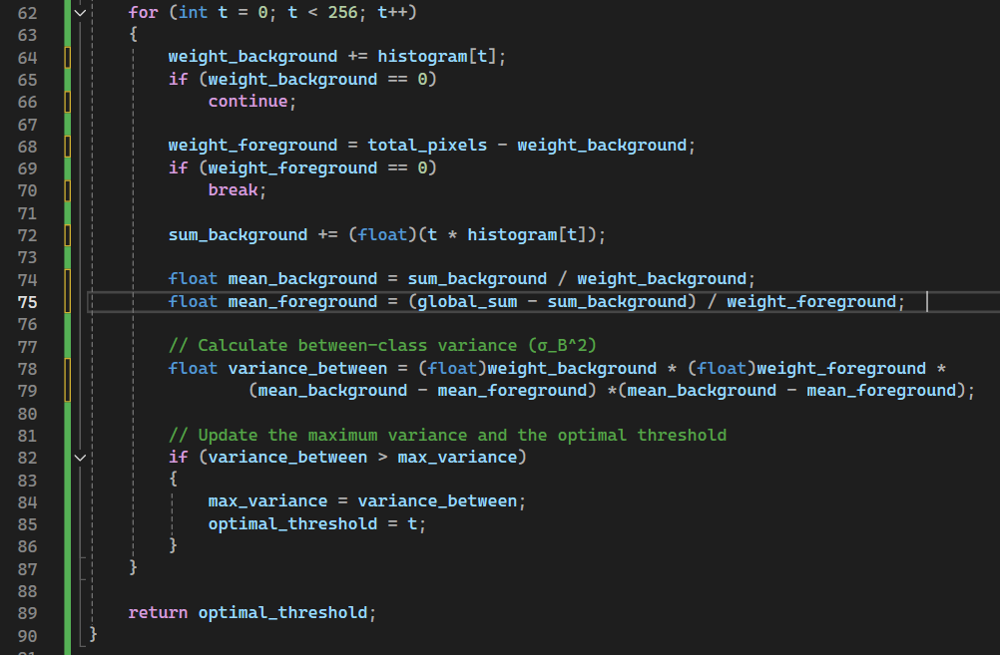 62 for (int t = 0; t < 256; t++)
63 {
64 weight_background += histogram[t];
65 if (weight_background == 0)
66 continue;
67
68 weight_foreground = total_pixels - weight_background;
69 if (weight_foreground == 0)
70 break;
71
72 sum_background += (float)(t * histogram[t]);
73
74 float mean_background = sum_background / weight_background;
75 float mean_foreground = (global_sum - sum_background) / weight_foreground;
76
77 // Calculate between-class variance (σ_B^2)
78 float variance_between = (float)weight_background * (float)weight_foreground *
79 (mean_background - mean_foreground) *(mean_background - mean_foreground);
80
81 // Update the maximum variance and the optimal threshold
82 if (variance_between > max_variance)
83 {
84 max_variance = variance_between;
85 optimal_threshold = t;
86 }
87 }
88
89 return optimal_threshold;
90 }